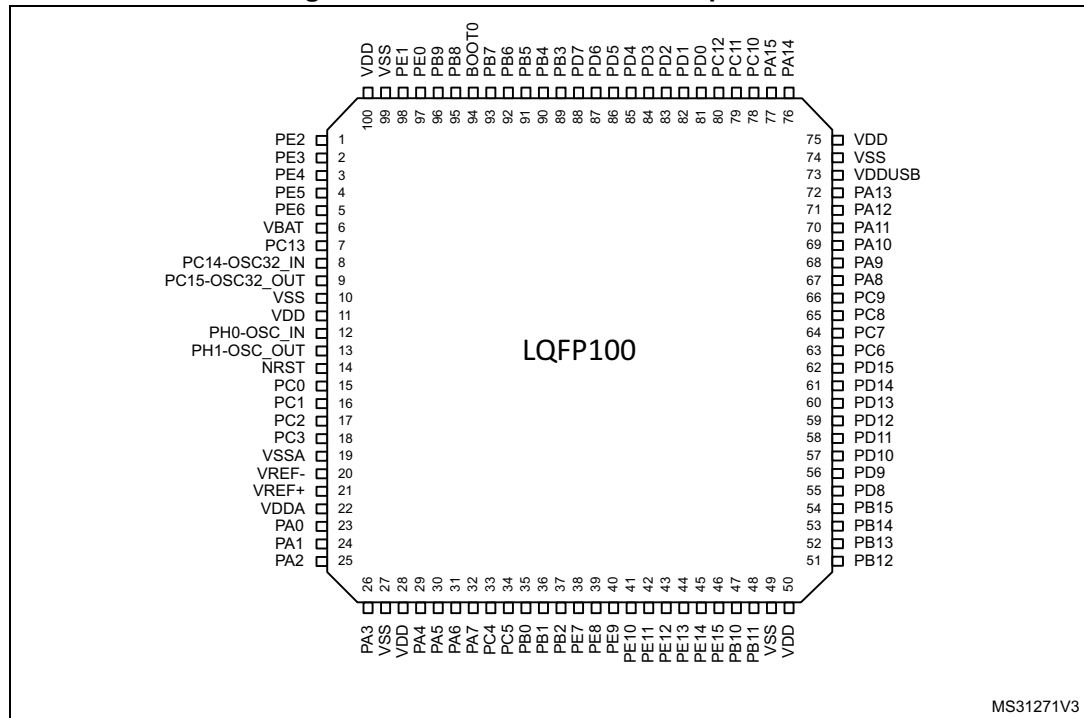 VDD
VSS
PE1
PE0
PB9
PB8
BOOT0
PB7
PB6
PB5
PB4
PB3
PD7
PD6
PD5
PD4
PD3
PD2
PD1
PD0
PC12
PC11
PC10
PA15
PA14
100
99
98
97
96
95
94
93
92
91
90
89
88
87
86
85
84
83
82
81
80
79
78
77
76
PE2 1
PE3 2
PE4 3
PE5 4
PE6 5
VBAT 6
PC13 7
PC14-OSC32_IN 8
PC15-OSC32_OUT 9
VSS 10
VDD 11
PH0-OSC_IN 12
PH1-OSC_OUT 13
NRST 14
PC0 15
PC1 16
PC2 17
PC3 18
VSSA 19
VREF- 20
VREF+ 21
VDDA 22
PA0 23
PA1 24
PA2 25
LQFP100
75 VDD
74 VSS
73 VDDUSB
72 PA13
71 PA12
70 PA11
69 PA10
68 PA9
67 PA8
66 PC9
65 PC8
64 PC7
63 PC6
62 PD15
61 PD14
60 PD13
59 PD12
58 PD11
57 PD10
56 PD9
55 PD8
54 PB15
53 PB14
52 PB13
51 PB12
26
27
28
29
30
31
32
33
34
35
36
37
38
39
40
41
42
43
44
45
46
47
48
49
50
PA3
VSS
VDD
PA4
PA5
PA6
PA7
PC4
PC5
PB0
PB1
PB2
PE7
PE8
PE9
PE10
PE11
PE12
PE13
PE14
PE15
PB10
PB11
VSS
VDD
MS31271V3